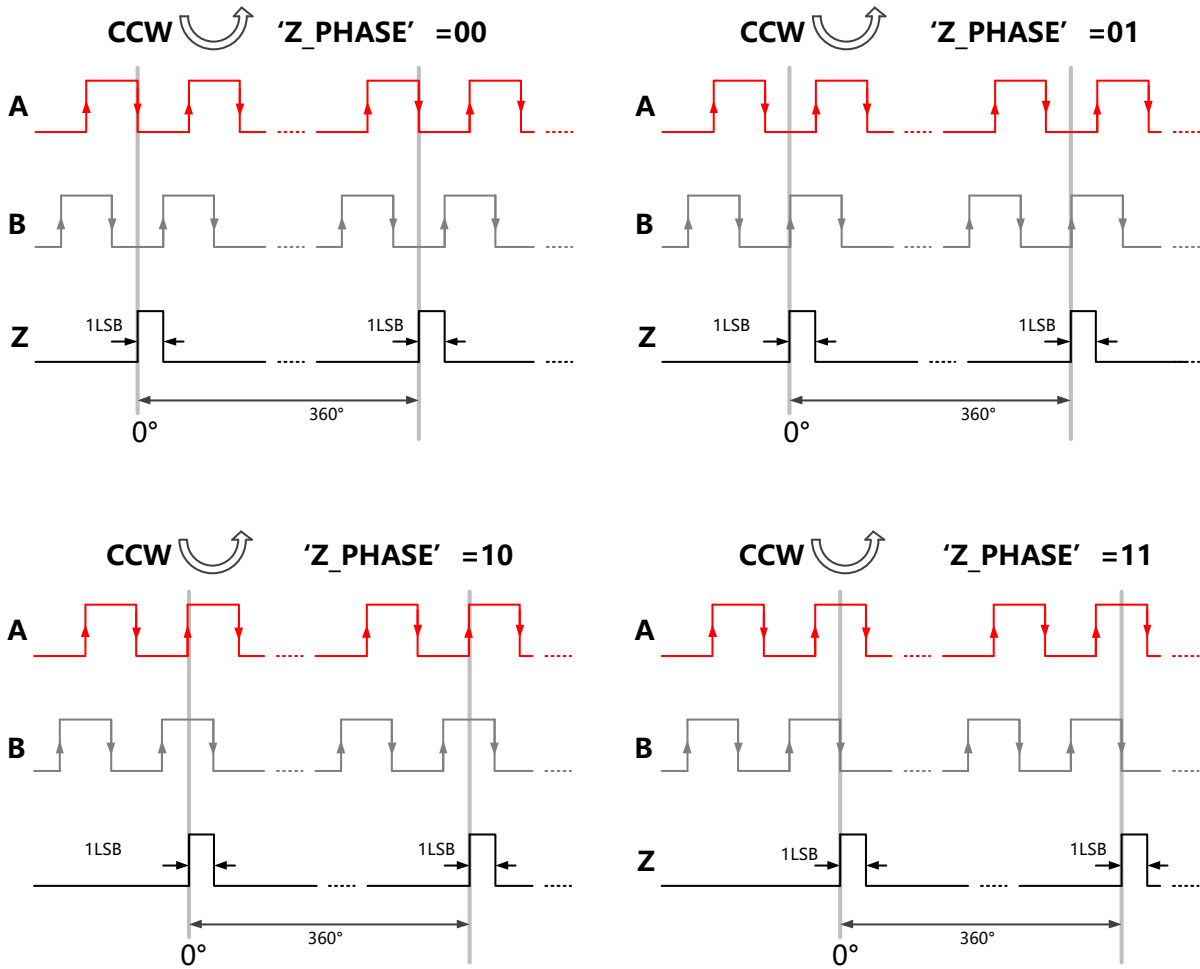 CCW 'Z_PHASE' =00
A
B
Z
1LSB 1LSB
360°
0°
CCW 'Z_PHASE' =01
A
B
Z
1LSB 1LSB
360°
0°
CCW 'Z_PHASE' =10
A
B
1LSB 1LSB
360°
0°
CCW 'Z_PHASE' =11
A
B
Z
1LSB 1LSB
360°
0°